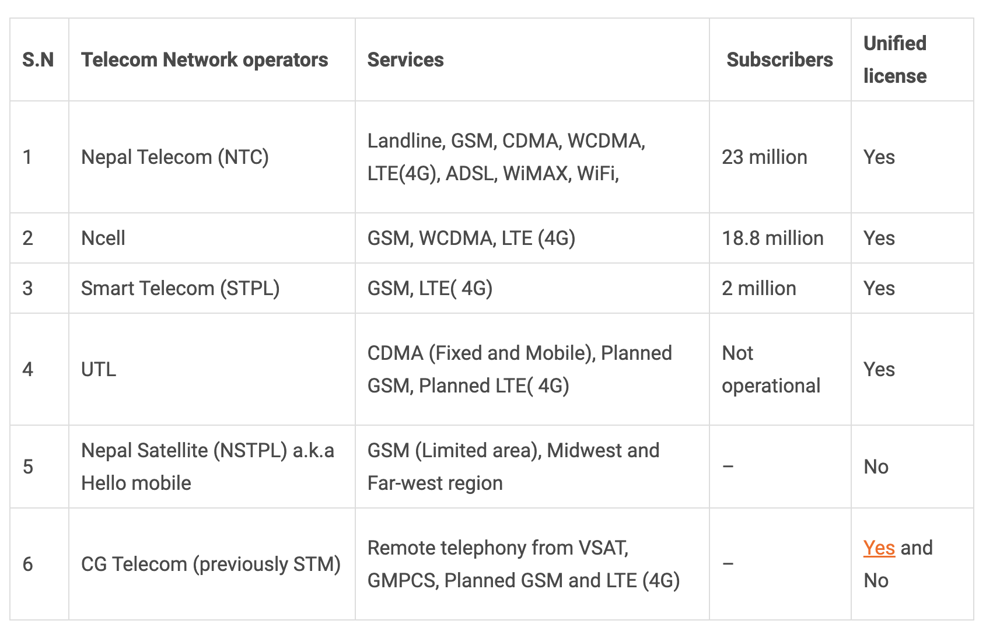 S.N
Telecom Network operators
Services
Subscribers
Unified
license
1
Nepal Telecom (NTC)
Landline, GSM, CDMA, WCDMA,
LTE(4G), ADSL, WiMAX, WiFi,
23 million
Yes
2
Ncell
GSM, WCDMA, LTE (4G)
18.8 million
Yes
3
Smart Telecom (STPL)
GSM, LTE( 4G)
2 million
Yes
4
UTL
CDMA (Fixed and Mobile), Planned
GSM, Planned LTE( 4G)
Not
operational
Yes
5
Nepal Satellite (NSTPL) a.k.a
Hello mobile
GSM (Limited area), Midwest and
Far-west region
–
No
6
CG Telecom (previously STM)
Remote telephony from VSAT,
GMPCS, Planned GSM and LTE (4G)
–
Yes and
No